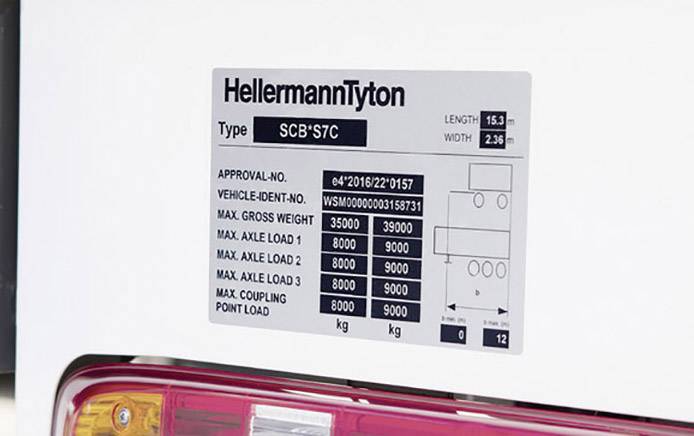 HellermannTyton
Type SCB*S7C
LENGTH 15.3 m
WIDTH 2.36 m
APPROVAL-NO. e4*2016/22*0157
VEHICLE-IDENT-NO. WSM00000003158731
MAX. GROSS WEIGHT 35000 39000
MAX. AXLE LOAD 1 8000 9000
MAX. AXLE LOAD 2 8000 9000
MAX. AXLE LOAD 3 8000 9000
MAX. COUPLING
POINT LOAD 8000 9000
kg kg
b
min. (m) max. (m)
0 12